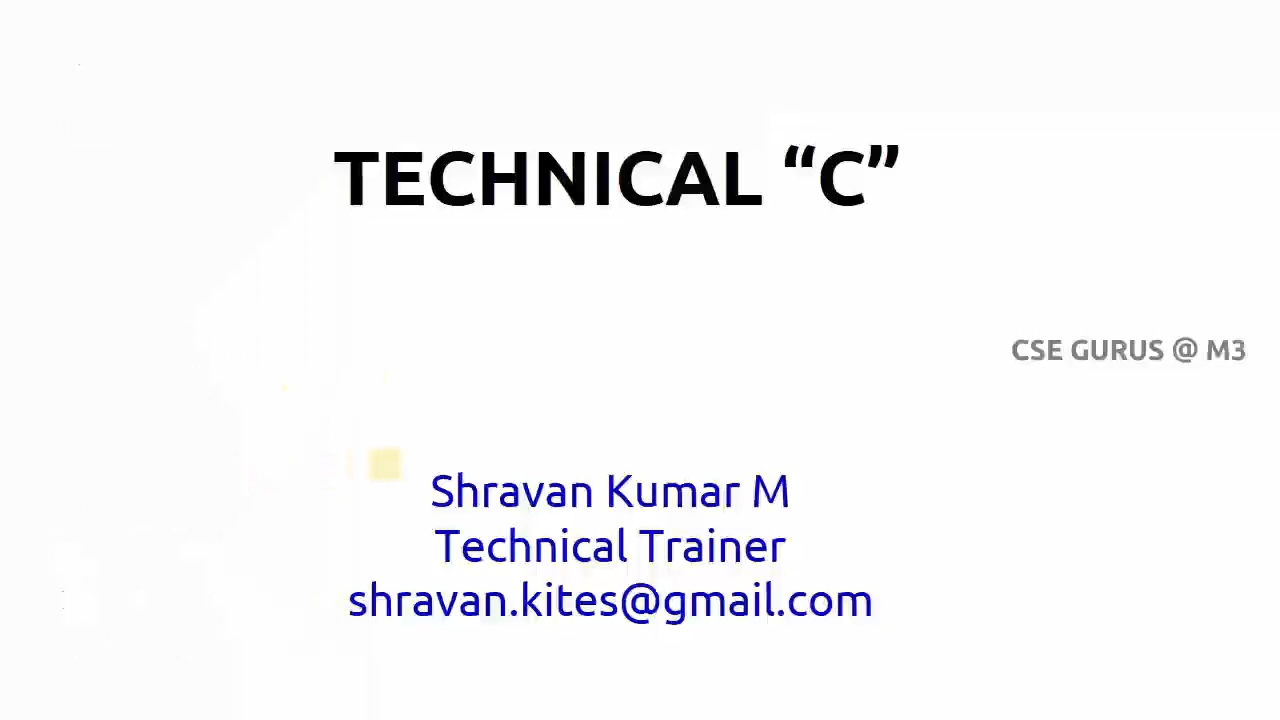 TECHNICAL “C”
CSE GURUS @ M3
Shravan Kumar M
Technical Trainer
shravan.kites@gmail.com